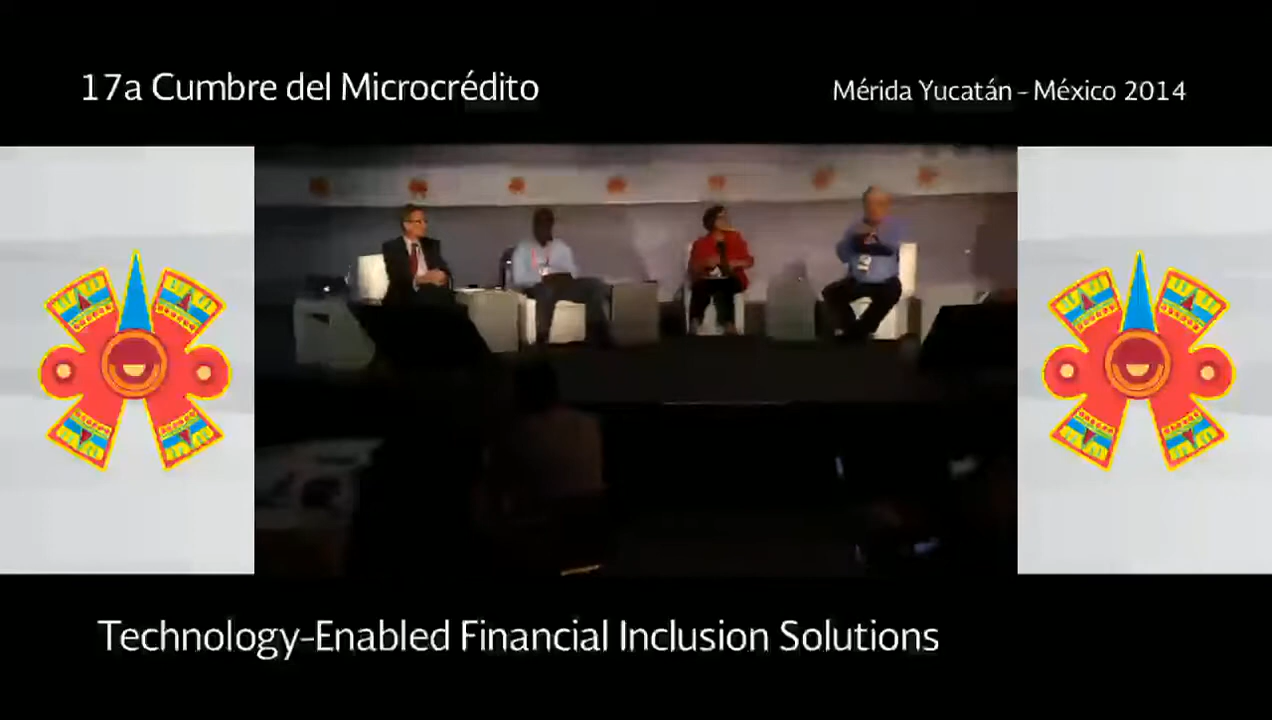 17a Cumbre del Microcrédito
Mérida Yucatán - México 2014
Technology-Enabled Financial Inclusion Solutions